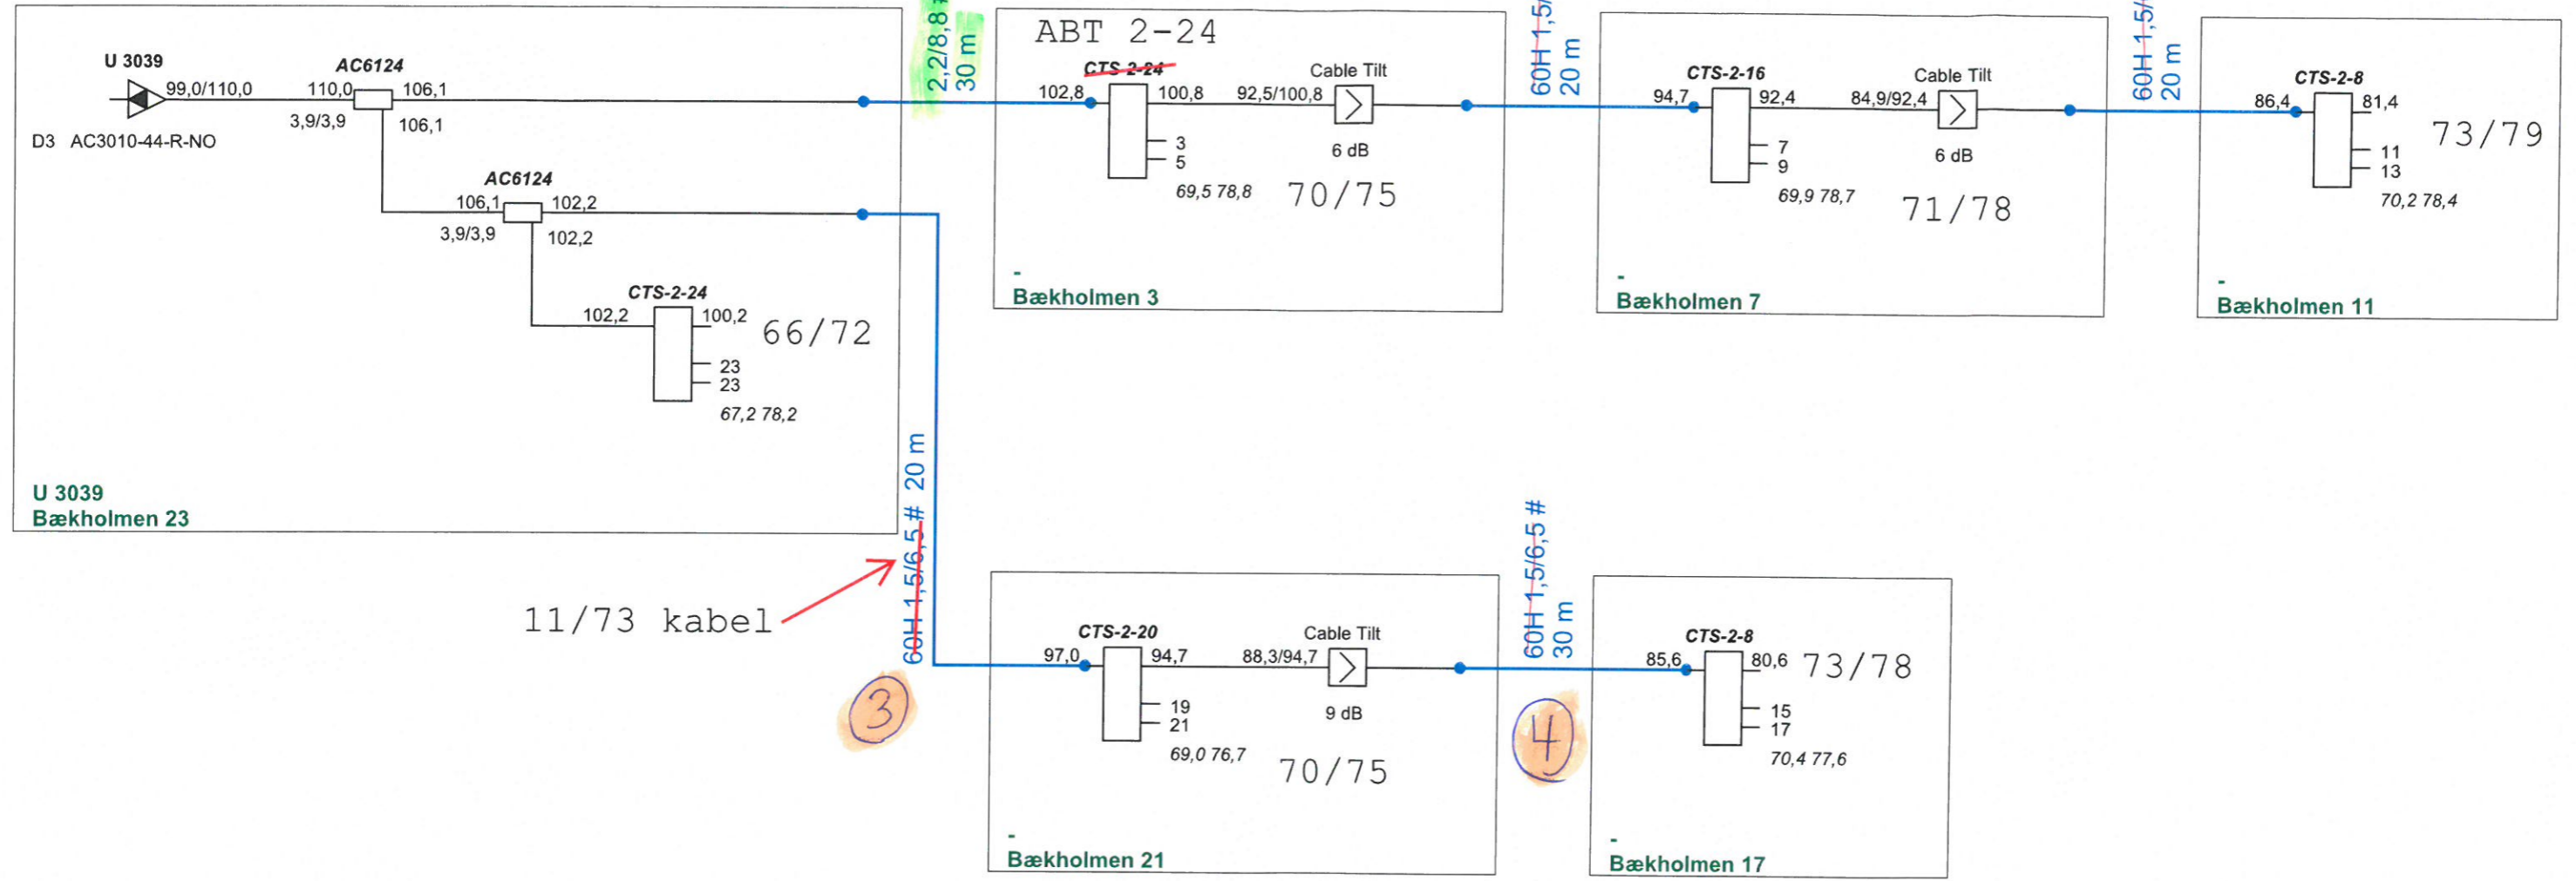 U 3039
99,0/110,0
D3 AC3010-44-R-NO
AC6124
110,0
106,1
3,9/3,9
106,1
AC6124
106,1
102,2
3,9/3,9
102,2
CTS-2-24
102,2
100,2
66/72
23
23
67,2 78,2
U 3039
Bækholmen 23
2,2/8,8
30 m
ABT 2-24
CTS-2-24
102,8
100,8
92,5/100,8
Cable Tilt
6 dB
3
5
69,5 78,8
70/75
-
Bækholmen 3
60H 1,5/
20 m
CTS-2-16
94,7
92,4
84,9/92,4
Cable Tilt
6 dB
7
9
69,9 78,7
71/78
-
Bækholmen 7
60H 1,5/
20 m
CTS-2-8
86,4
81,4
73/79
11
13
70,2 78,4
-
Bækholmen 11
60H 1,5/6,5 # 20 m
11/73 kabel
3
CTS-2-20
97,0
94,7
88,3/94,7
Cable Tilt
9 dB
19
21
69,0 76,7
70/75
-
Bækholmen 21
60H 1,5/6,5 #
30 m
4
CTS-2-8
85,6
80,6
73/78
15
17
70,4 77,6
-
Bækholmen 17